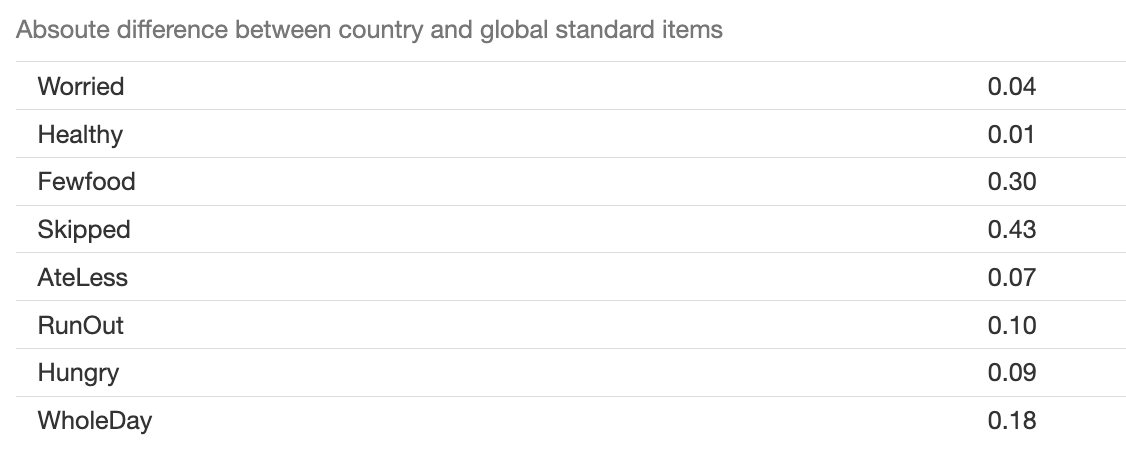 Absoute difference between country and global standard items
Worried 0.04
Healthy 0.01
Fewfood 0.30
Skipped 0.43
AteLess 0.07
RunOut 0.10
Hungry 0.09
WholeDay 0.18